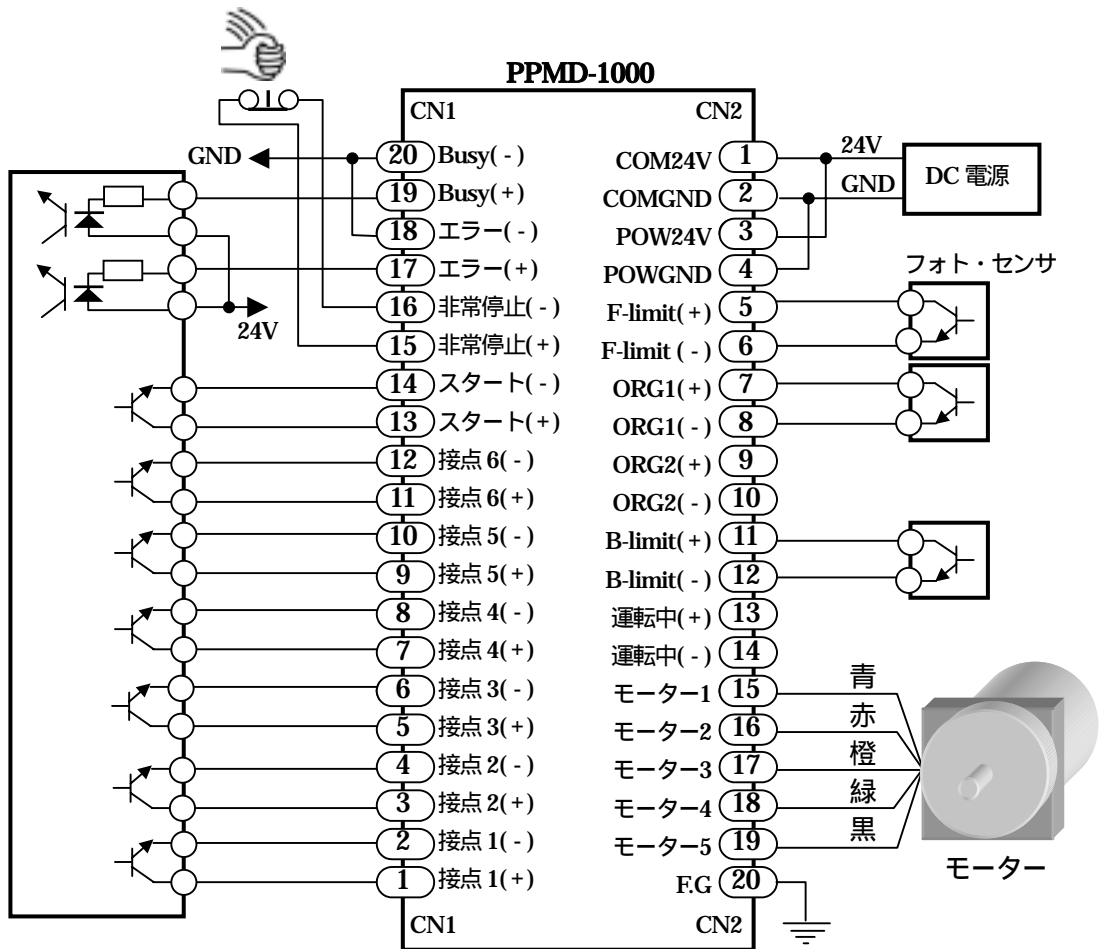 PPMD-1000
CN1
CN2
GND
20 Busy( - )
19 Busy(+)
18 エラー( - )
17 エラー(+)
16 非常停止( - )
15 非常停止(+)
24V
14 スタート( - )
13 スタート(+)
12 接点 6( - )
11 接点 6(+)
10 接点 5( - )
9 接点 5(+)
8 接点 4( - )
7 接点 4(+)
6 接点 3( - )
5 接点 3(+)
4 接点 2( - )
3 接点 2(+)
2 接点 1( - )
1 接点 1(+)
CN1
COM24V 1
24V
COMGND 2
GND
DC 電源
POW24V 3
POWGND 4
フォト・センサ
F-limit(+) 5
F-limit ( - ) 6
ORG1(+) 7
ORG1( - ) 8
ORG2(+) 9
ORG2( - ) 10
B-limit(+) 11
B-limit( - ) 12
運転中(+) 13
運転中( - ) 14
モーター1 15 青
モーター2 16 赤
モーター3 17 橙
モーター4 18 緑
モーター5 19 黒
モーター
F.G 20
CN2